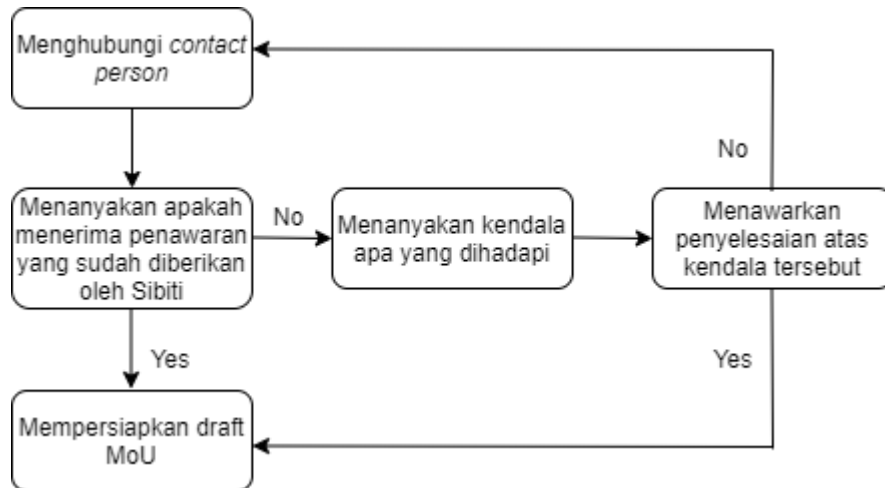 Menghubungi contact
person
No
Menanyakan apakah
menerima penawaran
yang sudah diberikan
oleh Sibiti
No
Menanyakan kendala
apa yang dihadapi
Menawarkan
penyelesaian atas
kendala tersebut
Yes
Yes
Mempersiapkan draft
MoU